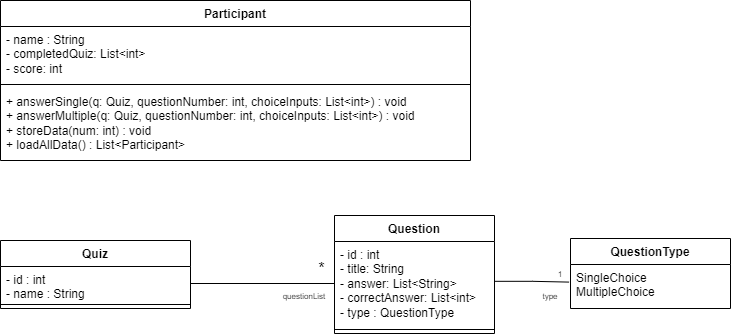 Participant
- name : String
- completedQuiz: List<int>
- score: int
+ answerSingle(q: Quiz, questionNumber: int, choiceInputs: List<int>) : void
+ answerMultiple(q: Quiz, questionNumber: int, choiceInputs: List<int>) : void
+ storeData(num: int) : void
+ loadAllData() : List<Participant>
Quiz
- id : int
- name : String
*
questionList
Question
- id : int
- title: String
- answer: List<String>
- correctAnswer: List<int>
- type : QuestionType
1
type
QuestionType
SingleChoice
MultipleChoice